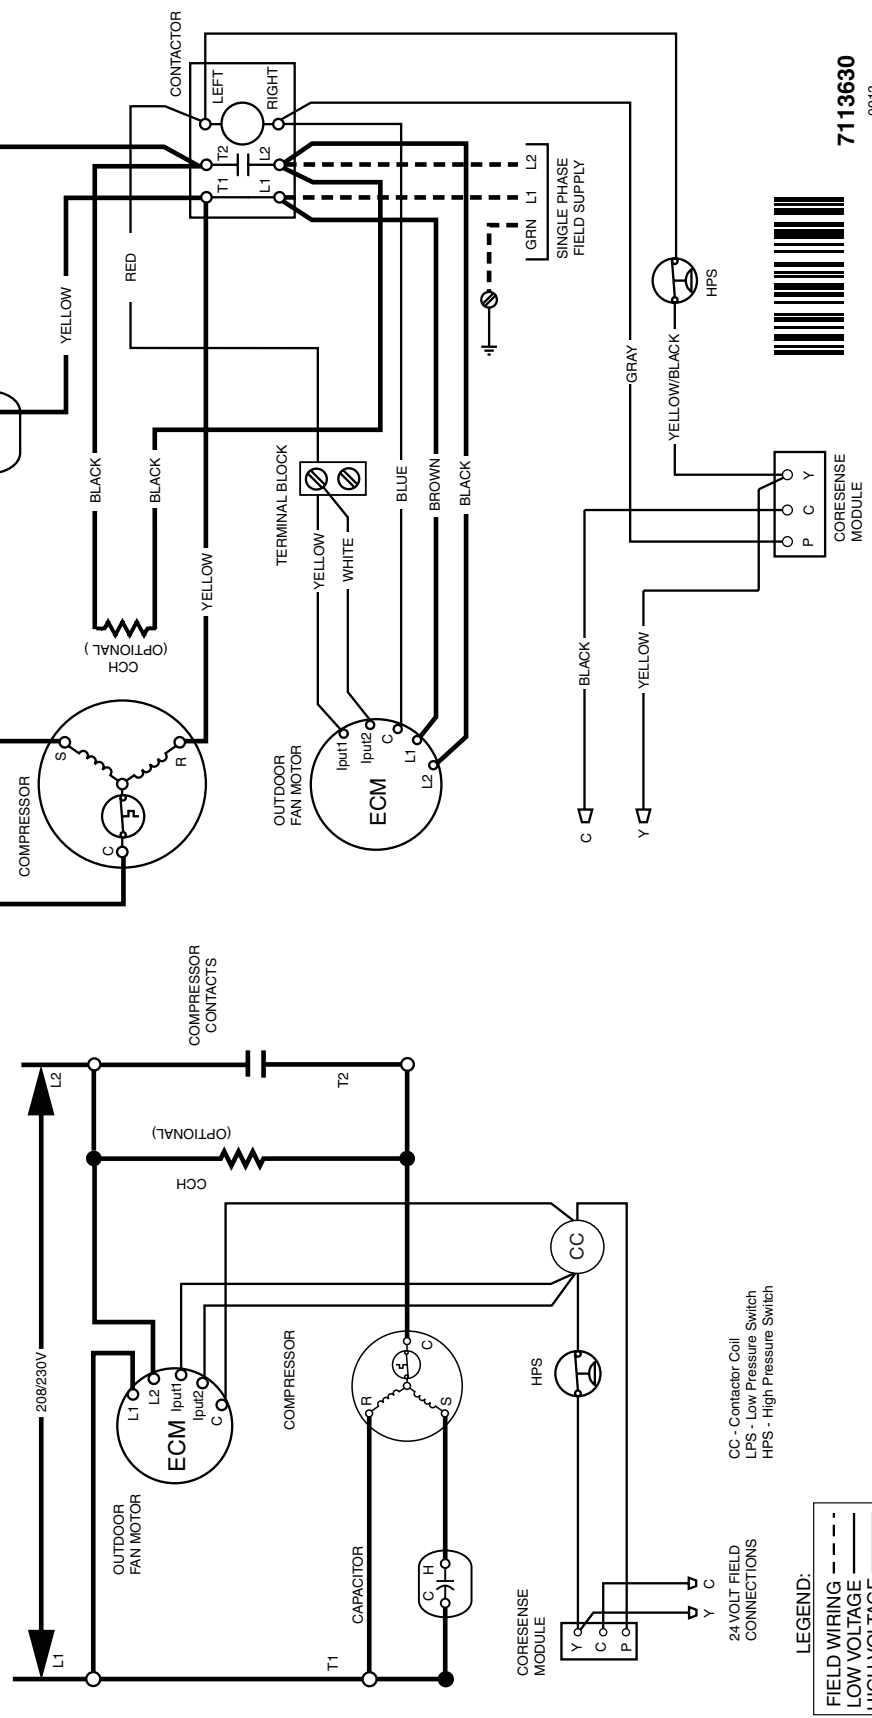 CONTACTOR
LEFT
RIGHT
T2
L2
T1
L1
YELLOW
RED
BLACK
BLACK
YELLOW
CCH
(OPTIONAL)
COMPRESSOR
S
R
C
L2
L1
GRN
SINGLE PHASE
FIELD SUPPLY
TERMINAL BLOCK
YELLOW
WHITE
BLUE
BROWN
BLACK
GRAY
YELLOW/BLACK
HPS
OUTDOOR
FAN MOTOR
ECM
Iput1
Iput2
C
L1
L2
CORESENSE
MODULE
Y
C
P
BLACK
YELLOW
C
Y
7113630
208/230V
L1
L2
COMPRESSOR
CONTACTS
T2
CCH
(OPTIONAL)
OUTDOOR
FAN MOTOR
ECM
L1
L2
Iput1
Iput2
C
COMPRESSOR
R
S
C
CC
CAPACITOR
C
H
T1
HPS
CORESENSE
MODULE
Y
C
P
Y
C
24 VOLT FIELD
CONNECTIONS
CC - Contactor Coil
LPS - Low Pressure Switch
HPS - High Pressure Switch
LEGEND:
FIELD WIRING
LOW VOLTAGE